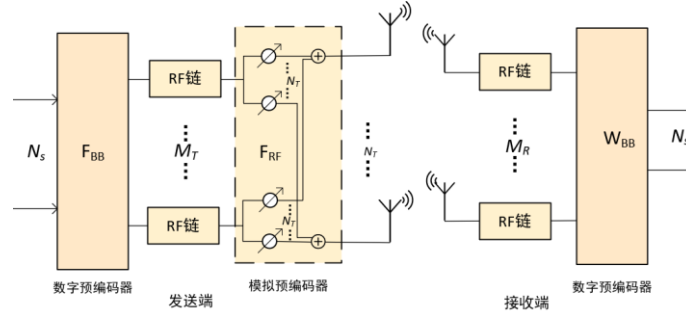 RF链
N_T
RF链
N_s
F_BB
M_T
F_RF
N_T
M_R
W_BB
N_s
RF链
N_T
RF链
数字预编码器
发送端
模拟预编码器
接收端
数字预编码器